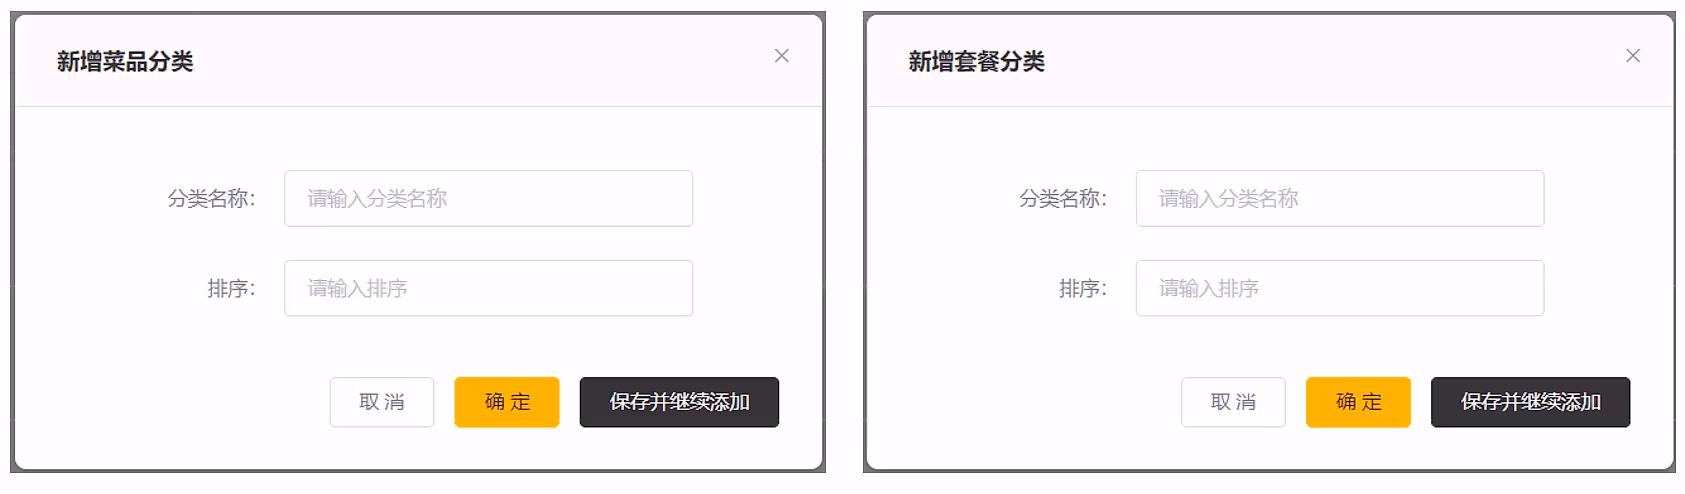 新增菜品分类
分类名称：
请输入分类名称
排序：
请输入排序
取 消
确 定
保存并继续添加
新增套餐分类
分类名称：
请输入分类名称
排序：
请输入排序
取 消
确 定
保存并继续添加